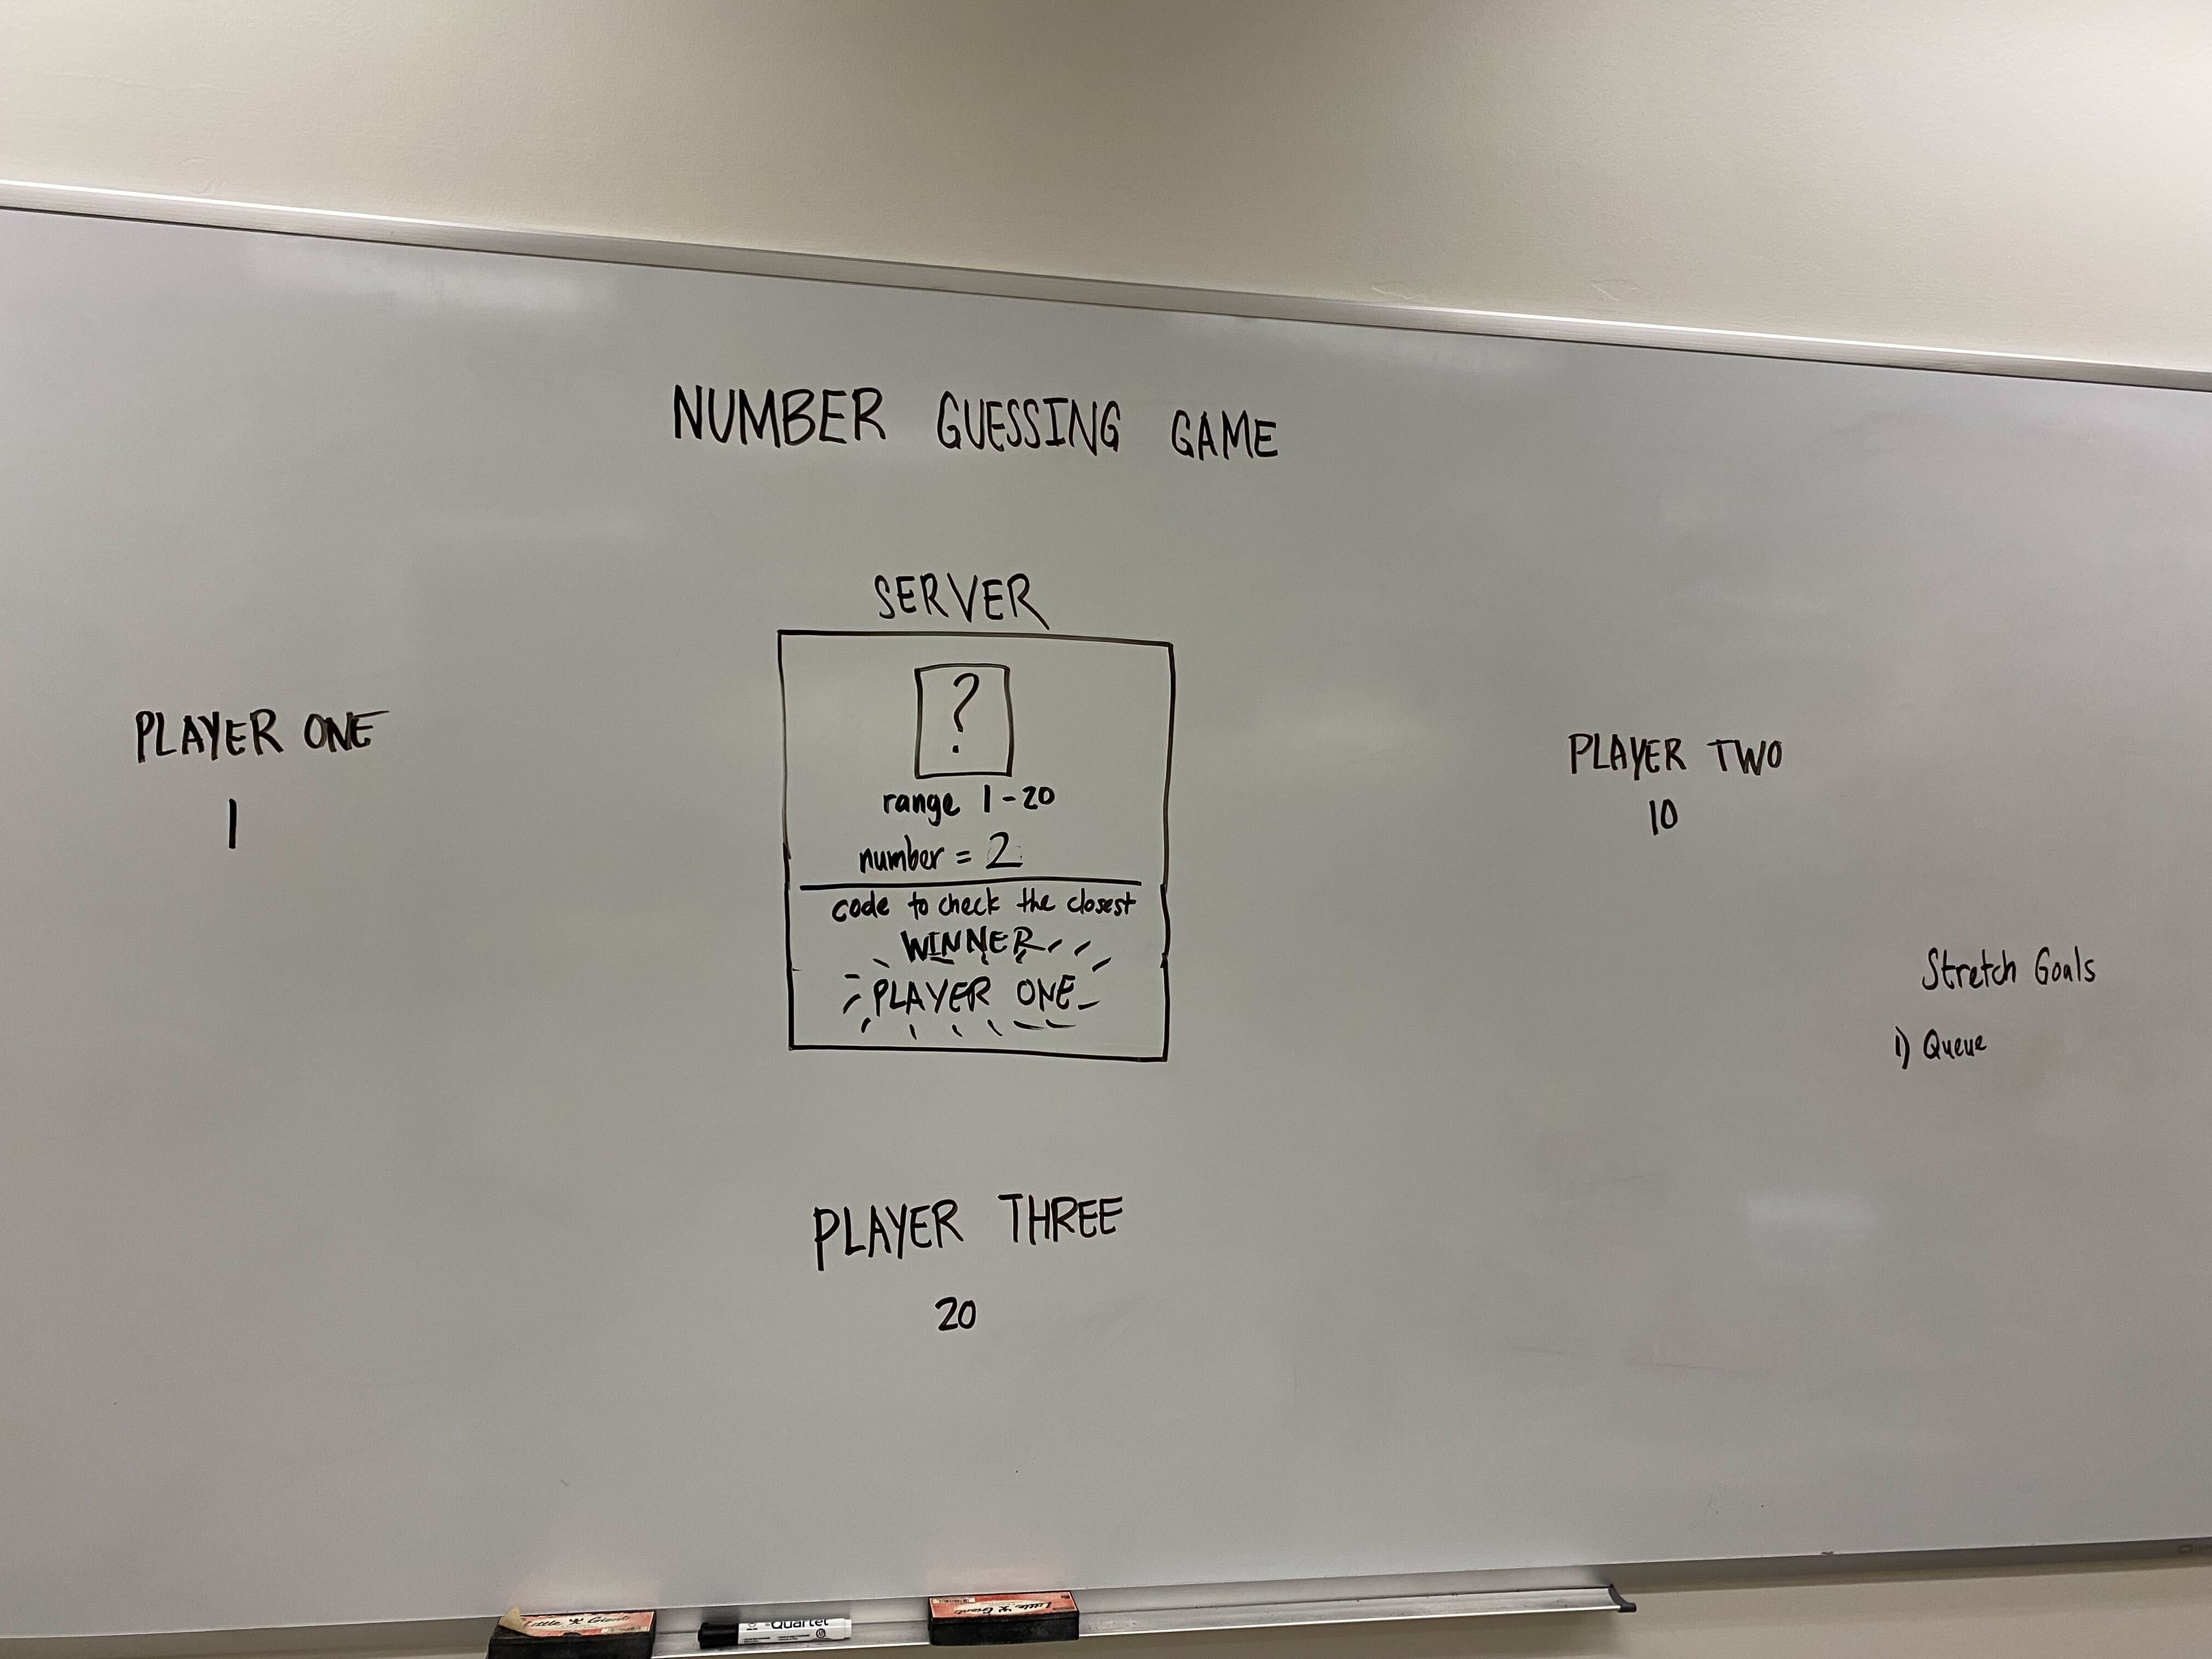 NUMBER GUESSING GAME
SERVER
?
range 1-20
number = 2
code to check the closest
WINNER
PLAYER ONE
PLAYER ONE
1
PLAYER TWO
10
Stretch Goals
1) Queue
PLAYER THREE
20
Quartet